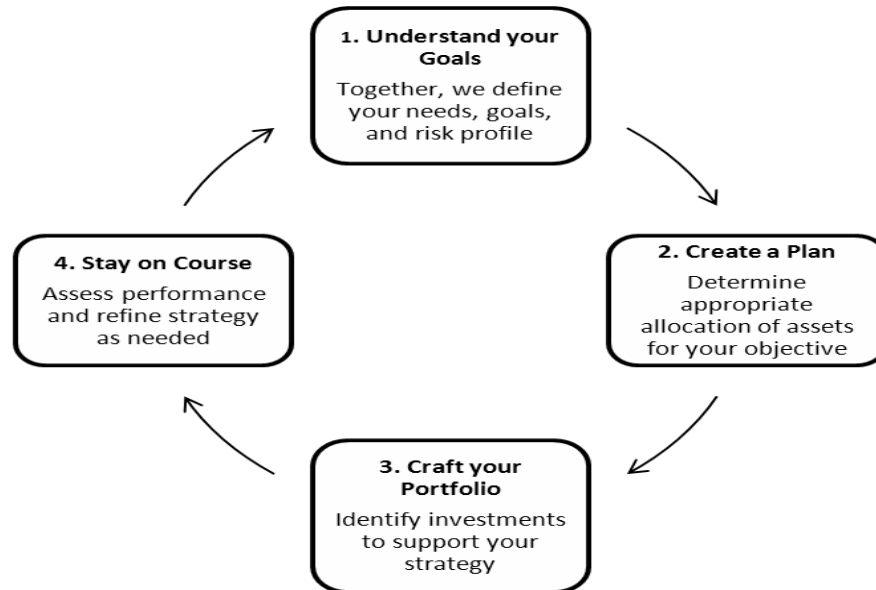 1. Understand your
Goals
Together, we define
your needs, goals,
and risk profile
2. Create a Plan
Determine
appropriate
allocation of assets
for your objective
3. Craft your
Portfolio
Identify investments
to support your
strategy
4. Stay on Course
Assess performance
and refine strategy
as needed